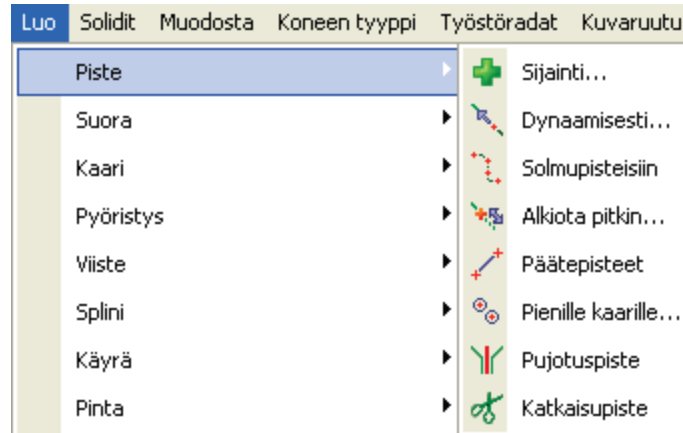 Luo Solidit Muodosta Koneen tyyppi Työstöradat Kuvaruutu
Piste
Suora
Kaari
Pyöristys
Viiste
Splini
Käyrä
Pinta
Sijainti...
Dynaamisesti...
Solmupisteisiin
Alkiota pitkin...
Päätepisteet
Pienille kaarille...
Pujotuspiste
Katkaisupiste